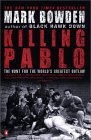 MARK BOWDEN
AUTHOR OF BLACK HAWK DOWN
KILLING
PABLO
THE HUNT FOR THE WORLD'S GREATEST OUTLAW